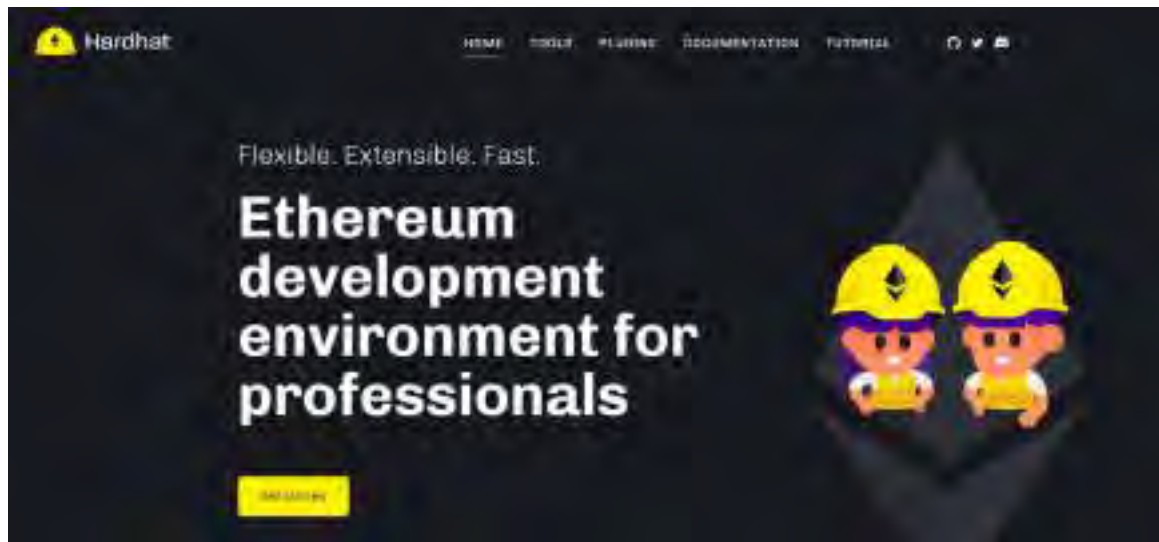 Hardhat
HOME TOOLS PLUGINS DOCUMENTATION TUTORIAL
Flexible. Extensible. Fast.
Ethereum
development
environment for
professionals